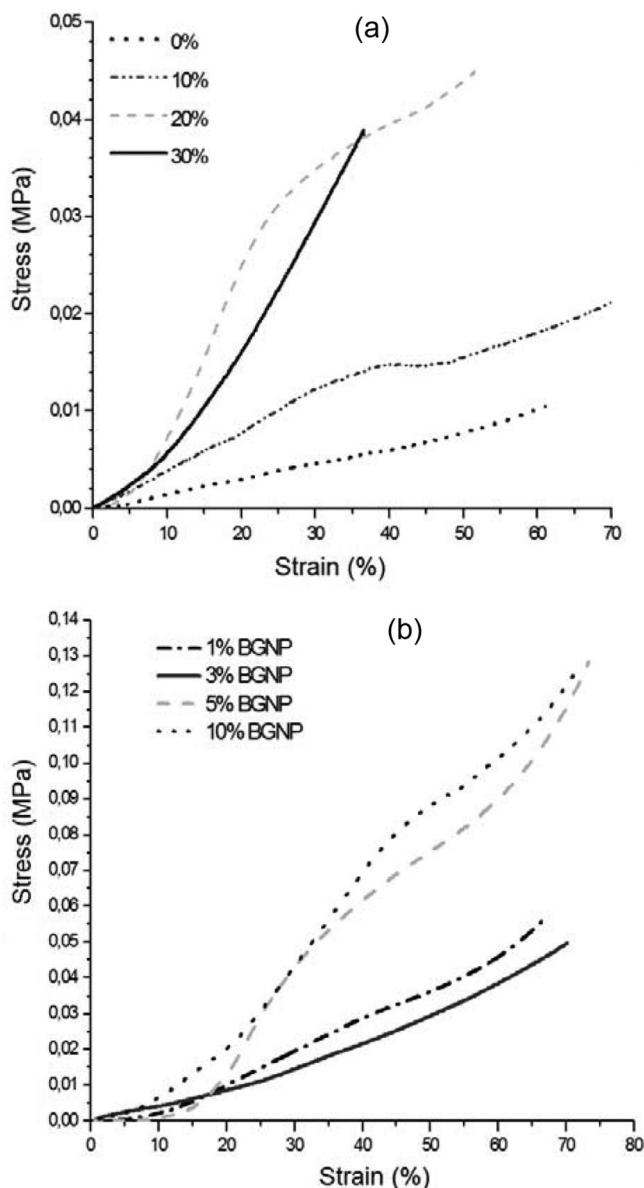 (a)
0%
10%
20%
30%
0,05
0,04
0,03
0,02
0,01
0,00
Stress (MPa)
0 10 20 30 40 50 60 70
Strain (%)
(b)
1% BGNP
3% BGNP
5% BGNP
10% BGNP
0,14
0,13
0,12
0,11
0,10
0,09
0,08
0,07
0,06
0,05
0,04
0,03
0,02
0,01
0,00
Stress (MPa)
0 10 20 30 40 50 60 70 80
Strain (%)